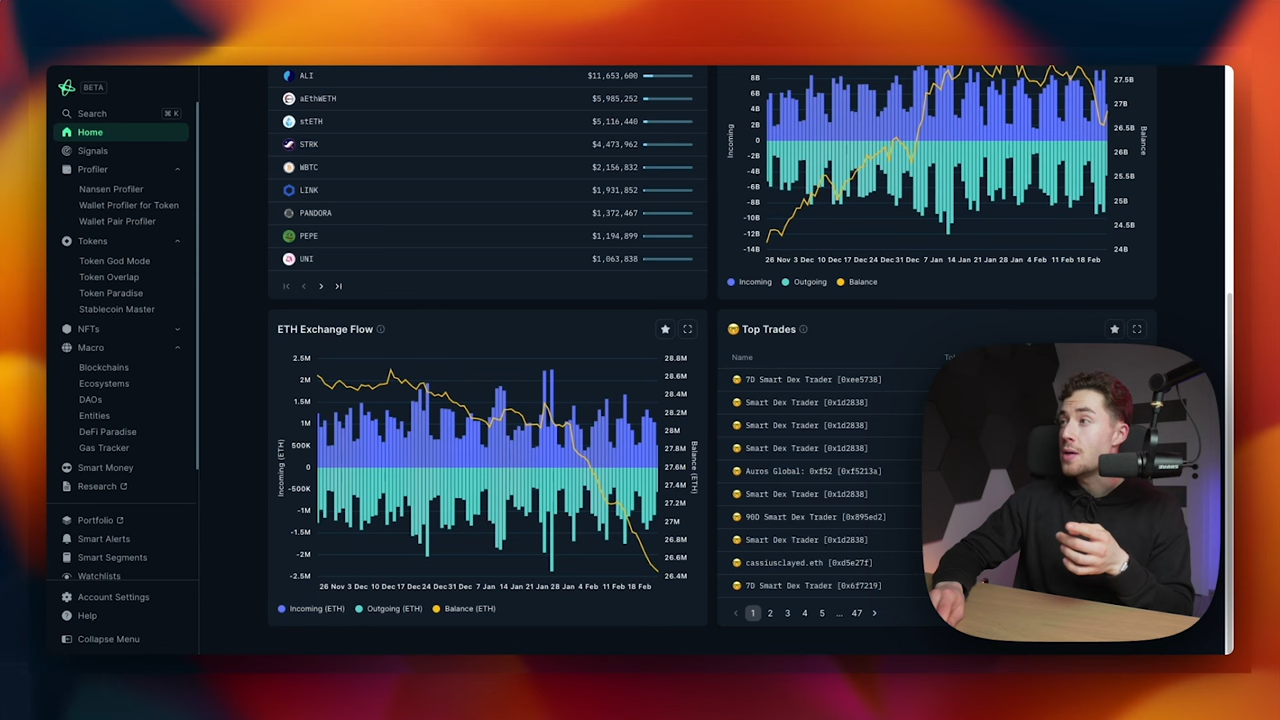 BETA
Search
⌘ K
Home
Signals
Profiler
Nansen Profiler
Wallet Profiler for Token
Wallet Pair Profiler
Tokens
Token God Mode
Token Overlap
Token Paradise
Stablecoin Master
NFTs
Macro
Blockchains
Ecosystems
DAOs
Entities
DeFi Paradise
Gas Tracker
Smart Money
Research
Portfolio
Smart Alerts
Smart Segments
Watchlists
Account Settings
Help
Collapse Menu
ALI $11,653,600
aEthWETH $5,985,252
stETH $5,116,440
STRK $4,473,962
WBTC $2,156,832
LINK $1,931,852
PANDORA $1,372,467
PEPE $1,194,899
UNI $1,063,838
Incoming
8B
6B
4B
2B
0
-2B
-4B
-6B
-8B
-10B
-12B
-14B
27.5B
27B
26.5B
26B
25.5B
25B
24.5B
24B
Balance
26 Nov 3 Dec 10 Dec 17 Dec 24 Dec 31 Dec 7 Jan 14 Jan 21 Jan 28 Jan 4 Feb 11 Feb 18 Feb
Incoming Outgoing Balance
ETH Exchange Flow
Incoming (ETH)
2.5M
2M
1.5M
1M
500K
0
-500K
-1M
-1.5M
-2M
-2.5M
28.8M
28.6M
28.4M
28.2M
28M
27.8M
27.6M
27.4M
27.2M
27M
26.8M
26.6M
26.4M
Balance (ETH)
26 Nov 3 Dec 10 Dec 17 Dec 24 Dec 31 Dec 7 Jan 14 Jan 21 Jan 28 Jan 4 Feb 11 Feb 18 Feb
Incoming (ETH) Outgoing (ETH) Balance (ETH)
Top Trades
Name
7D Smart Dex Trader [0xee5738]
Smart Dex Trader [0x1d2838]
Smart Dex Trader [0x1d2838]
Smart Dex Trader [0x1d2838]
Auros Global: 0xf52 [0xf5213a]
Smart Dex Trader [0x1d2838]
90D Smart Dex Trader [0x895ed2]
Smart Dex Trader [0x1d2838]
cassiusclayed.eth [0xd5e27f]
7D Smart Dex Trader [0x6f7219]
1 2 3 4 5 ... 47